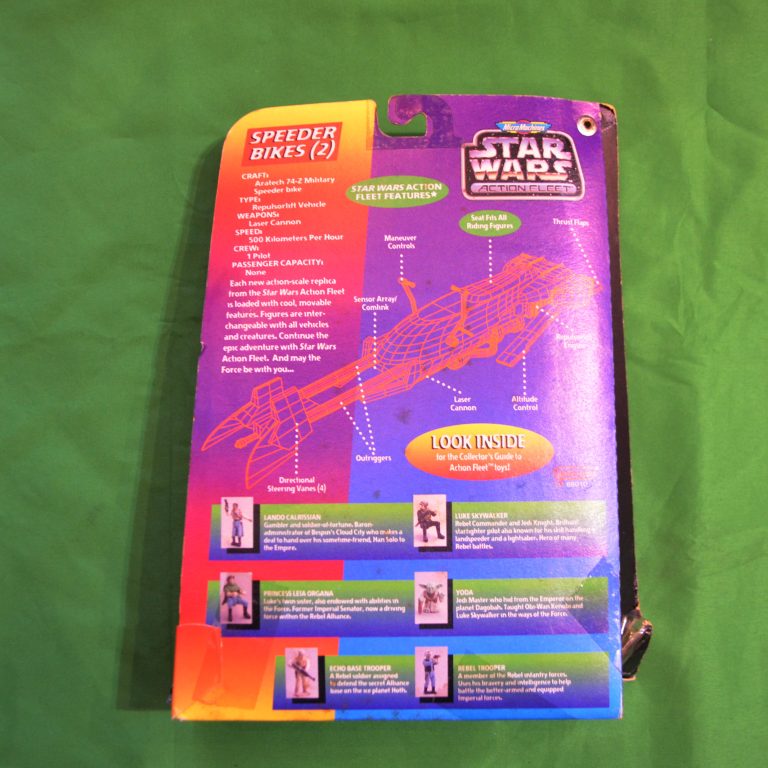 SPEEDER
BIKES (2)
CRAFT:
Aratech 74-Z Military
Speeder bike
TYPE:
Repulsorlift Vehicle
WEAPONS:
Laser Cannon
SPEED:
500 Kilometers Per Hour
CREW:
1 Pilot
PASSENGER CAPACITY:
None
Each new action-scale replica
from the Star Wars Action Fleet
is loaded with cool, movable
features. Figures are inter-
changeable with all vehicles
and creatures. Continue the
epic adventure with Star Wars
Action Fleet. And may the
Force be with you...
MicroMachines
STAR
WARS
ACTION FLEET
STAR WARS ACTION
FLEET FEATURES★
Seat Fits All
Riding Figures
Thrust Flaps
Maneuver
Controls
Sensor Array/
Comlink
Repulsorlift
Engine
Laser
Cannon
Altitude
Control
Outriggers
Directional
Steering Vanes (4)
LOOK INSIDE
for the Collector's Guide to
Action Fleet™ toys!
LANDO CALRISSIAN
Gambler and soldier-of-fortune. Baron-
administrator of Bespin's Cloud City who makes a
deal to hand over his sometime-friend, Han Solo to
the Empire.
LUKE SKYWALKER
Rebel Commander and Jedi Knight. Brilliant
starfighter pilot also known for his skill handling a
landspeeder and a lightsaber. Hero of many
Rebel battles.
PRINCESS LEIA ORGANA
Luke's twin sister, also endowed with abilities in
the Force. Former Imperial Senator, now a driving
force within the Rebel Alliance.
YODA
Jedi Master who hid from the Emperor on the
planet Dagobah. Taught Obi-Wan Kenobi and
Luke Skywalker in the ways of the Force.
ECHO BASE TROOPER
A Rebel soldier assigned
to defend the secret Alliance
base on the ice planet Hoth.
REBEL TROOPER
A member of the Rebel infantry forces.
Uses his bravery and intelligence to help
battle the better-armed and equipped
Imperial forces.